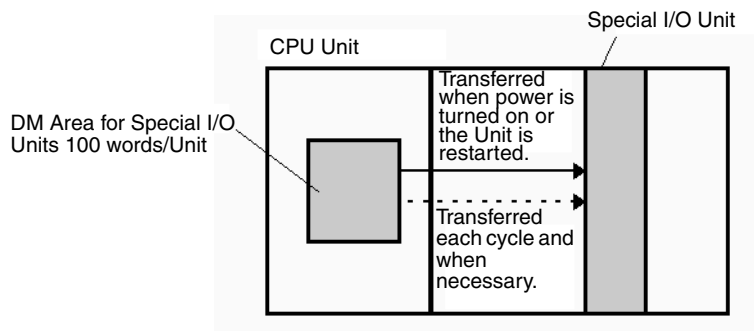 Special I/O Unit
CPU Unit
Transferred
when power is
turned on or
the Unit is
restarted.
DM Area for Special I/O
Units 100 words/Unit
Transferred
each cycle and
when
necessary.